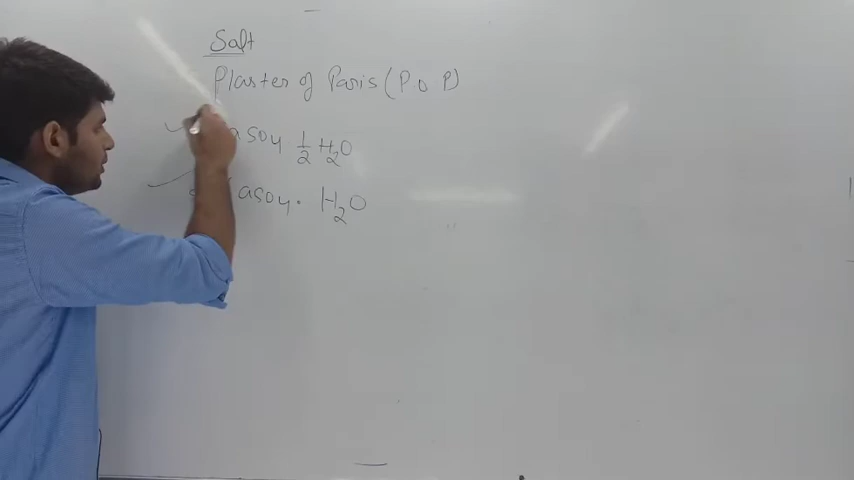 Salt
Plaster of Paris (P O P)
aSO4 1/2 H2O
aSO4. H2O